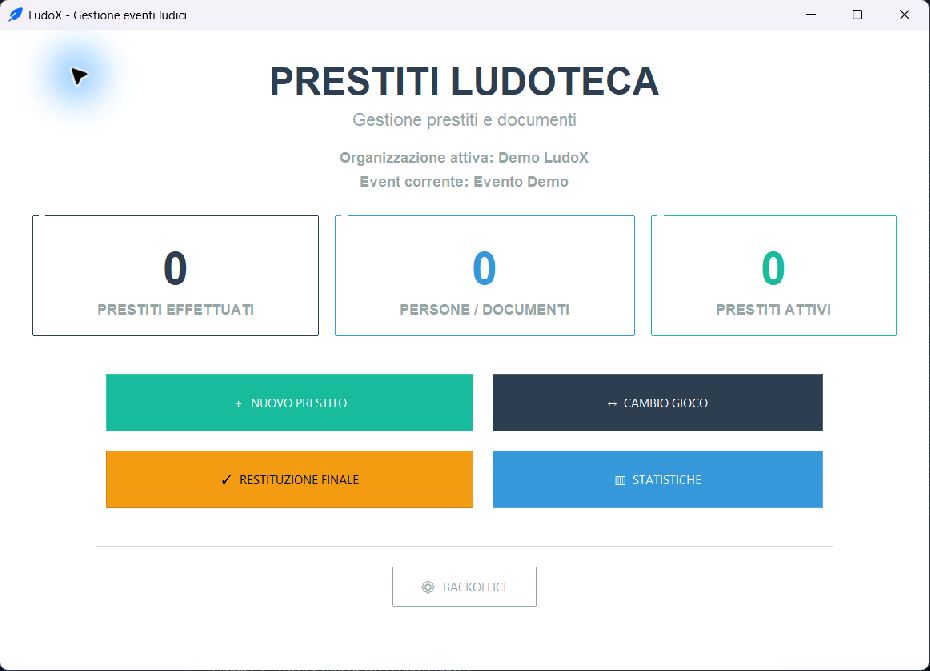 LudoX - Gestione eventi ludici
PRESTITI LUDOTECA
Gestione prestiti e documenti
Organizzazione attiva: Demo LudoX
Event corrente: Evento Demo
0
PRESTITI EFFETTUATI
0
PERSONE / DOCUMENTI
0
PRESTITI ATTIVI
+ NUOVO PRESTITO
↔ CAMBIO GIOCO
✓ RESTITUZIONE FINALE
▥ STATISTICHE
BACKOFFICE